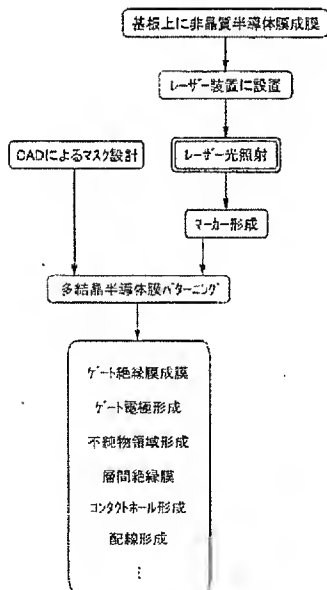 基板上に非晶質半導体膜成膜
レーザー装置に設置
CADによるマスク設計
レーザー光照射
マーカー形成
多結晶半導体膜パターニング
ゲート絶縁膜成膜
ゲート電極形成
不純物領域形成
層間絶縁膜
コンタクトホール形成
配線形成
⋮